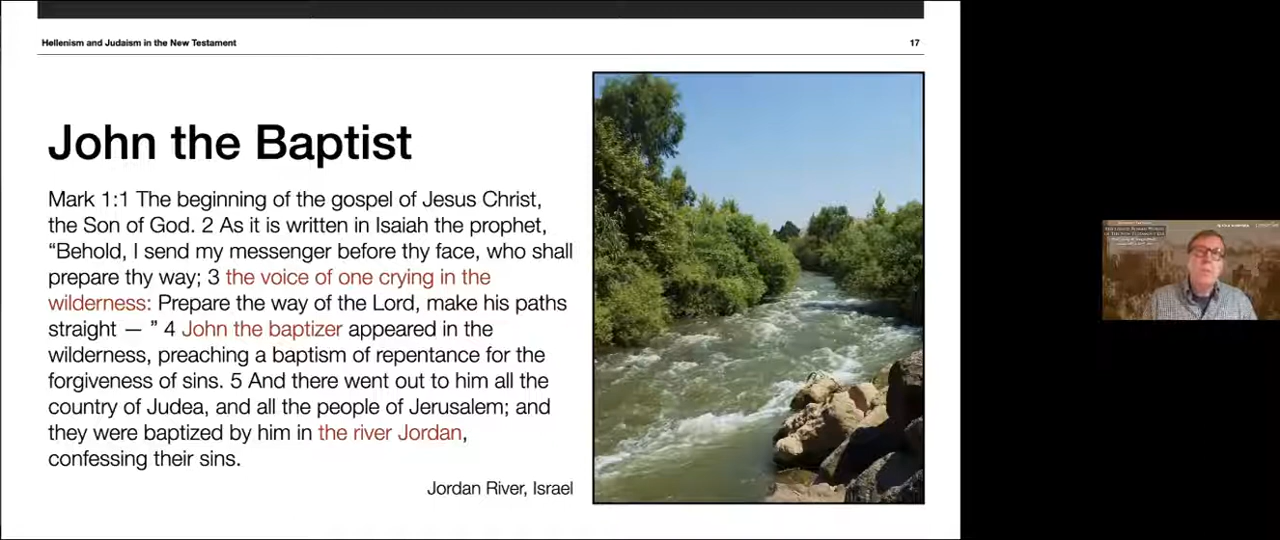 Hellenism and Judaism in the New Testament
17
John the Baptist
Mark 1:1 The beginning of the gospel of Jesus Christ,
the Son of God. 2 As it is written in Isaiah the prophet,
“Behold, I send my messenger before thy face, who shall
prepare thy way; 3 the voice of one crying in the
wilderness: Prepare the way of the Lord, make his paths
straight — ” 4 John the baptizer appeared in the
wilderness, preaching a baptism of repentance for the
forgiveness of sins. 5 And there went out to him all the
country of Judea, and all the people of Jerusalem; and
they were baptized by him in the river Jordan,
confessing their sins.
Jordan River, Israel